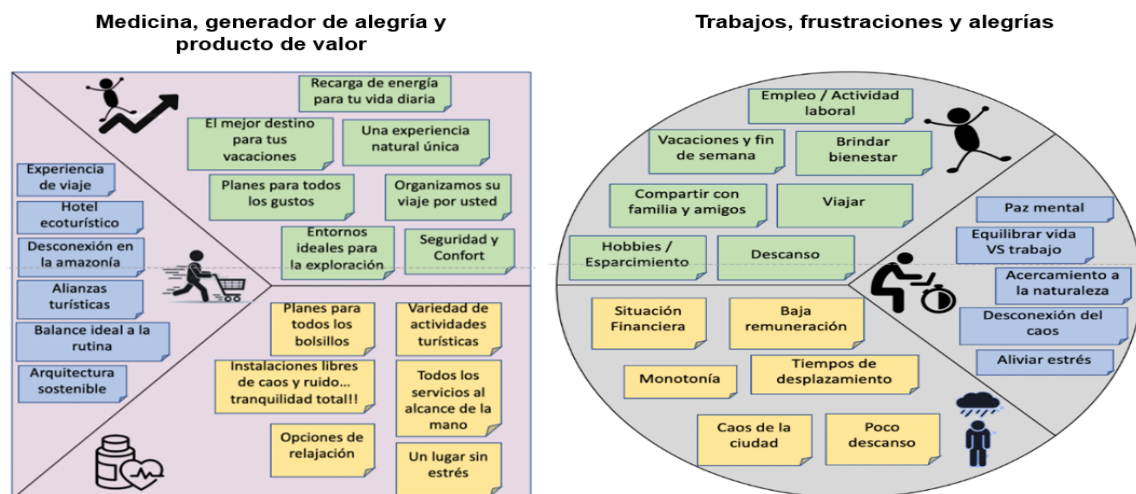 Medicina, generador de alegría y
producto de valor
Recarga de energía
para tu vida diaria
El mejor destino
para tus
vacaciones
Una experiencia
natural única
Planes para todos
los gustos
Organizamos su
viaje por usted
Entornos
ideales para
la exploración
Seguridad y
Confort
Experiencia
de viaje
Hotel
ecoturístico
Desconexión en
la amazonía
Alianzas
turísticas
Balance ideal a la
rutina
Arquitectura
sostenible
Planes para
todos los
bolsillos
Variedad de
actividades
turísticas
Instalaciones libres
de caos y ruido...
tranquilidad total!!
Todos los
servicios al
alcance de la
mano
Opciones de
relajación
Un lugar sin
estrés
Trabajos, frustraciones y alegrías
Empleo / Actividad
laboral
Vacaciones y fin
de semana
Brindar
bienestar
Compartir con
familia y amigos
Viajar
Hobbies /
Esparcimiento
Descanso
Paz mental
Equilibrar vida
VS trabajo
Acercamiento a
la naturaleza
Desconexión del
caos
Aliviar estrés
Situación
Financiera
Baja
remuneración
Monotonía
Tiempos de
desplazamiento
Caos de la
ciudad
Poco
descanso